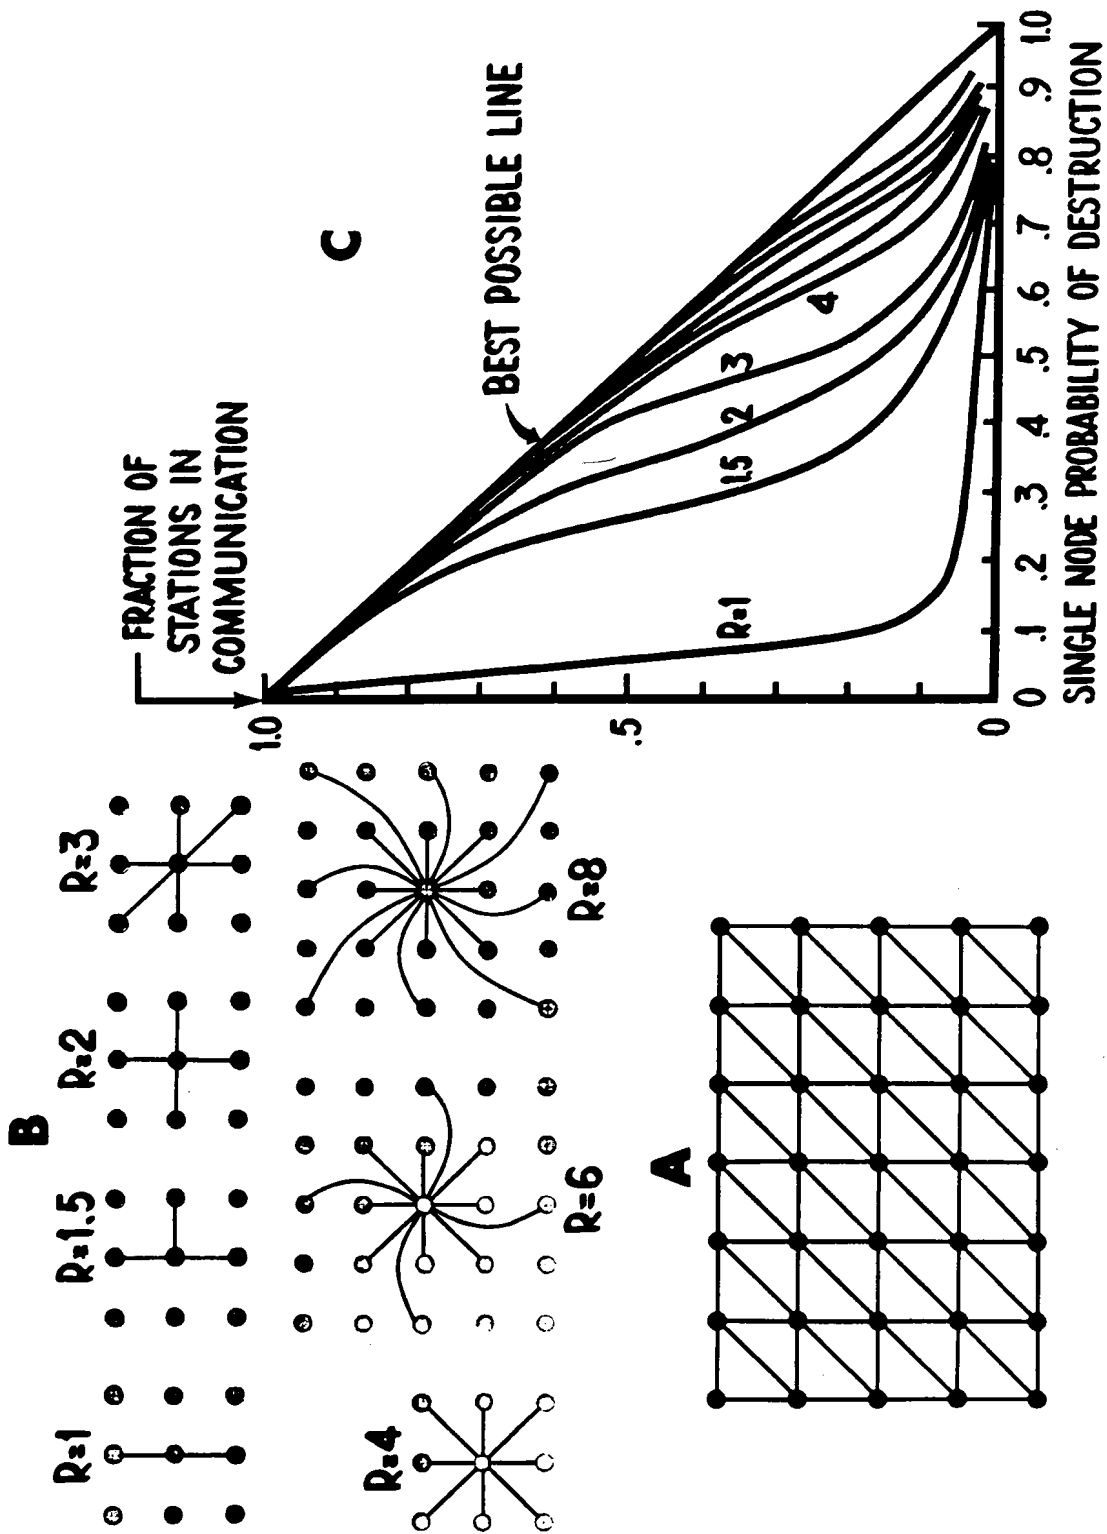 B
R=1
R=1.5
R=2
R=3
R=4
R=6
R=8
A
FRACTION OF
STATIONS IN
COMMUNICATION
BEST POSSIBLE LINE
C
1.0
.5
0
R=1
1.5
2
3
4
0 .1 .2 .3 .4 .5 .6 .7 .8 .9 1.0
SINGLE NODE PROBABILITY OF DESTRUCTION